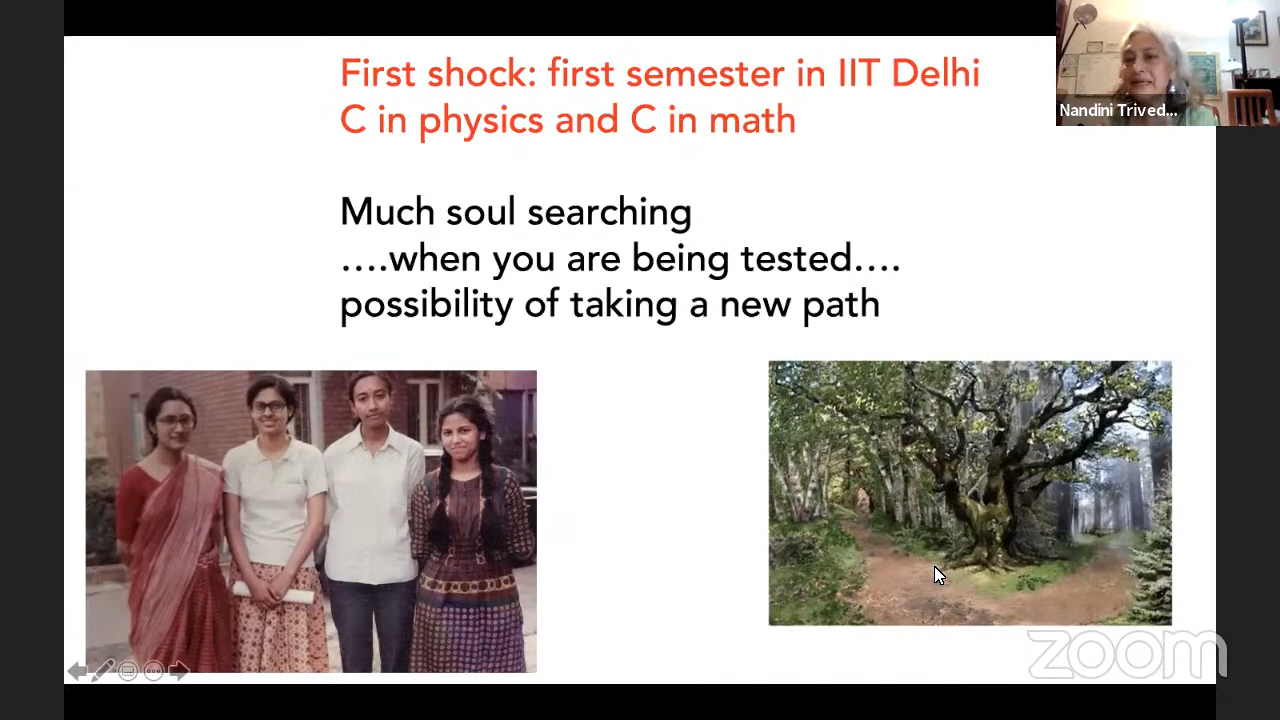 First shock: first semester in IIT Delhi
C in physics and C in math
Much soul searching
....when you are being tested....
possibility of taking a new path
Nandini Trived...
zoom